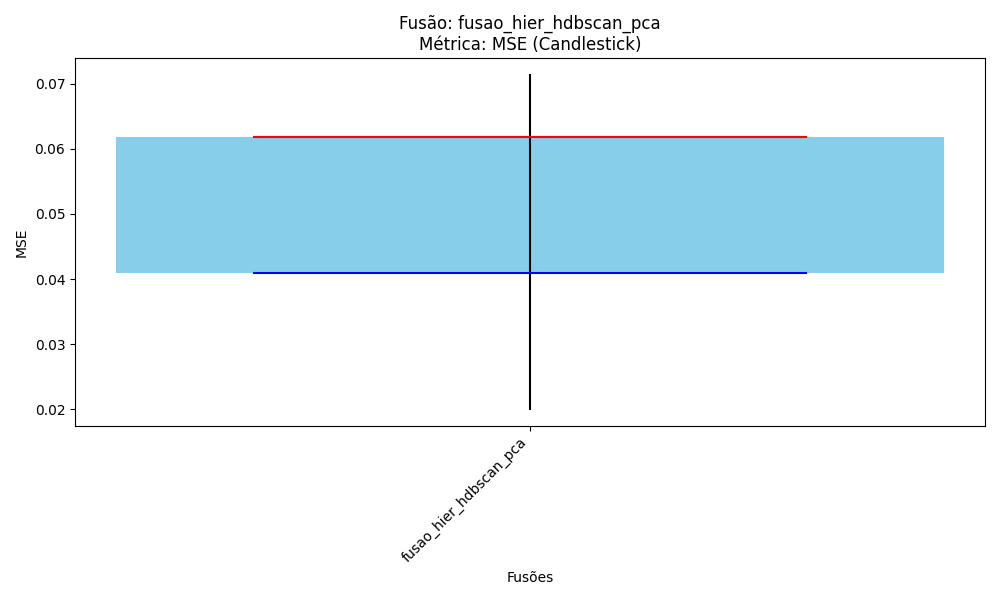 Fusão: fusao_hier_hdbscan_pca
Métrica: MSE (Candlestick)
0.07
0.06
0.05
0.04
0.03
0.02
MSE
fusao_hier_hdbscan_pca
Fusões